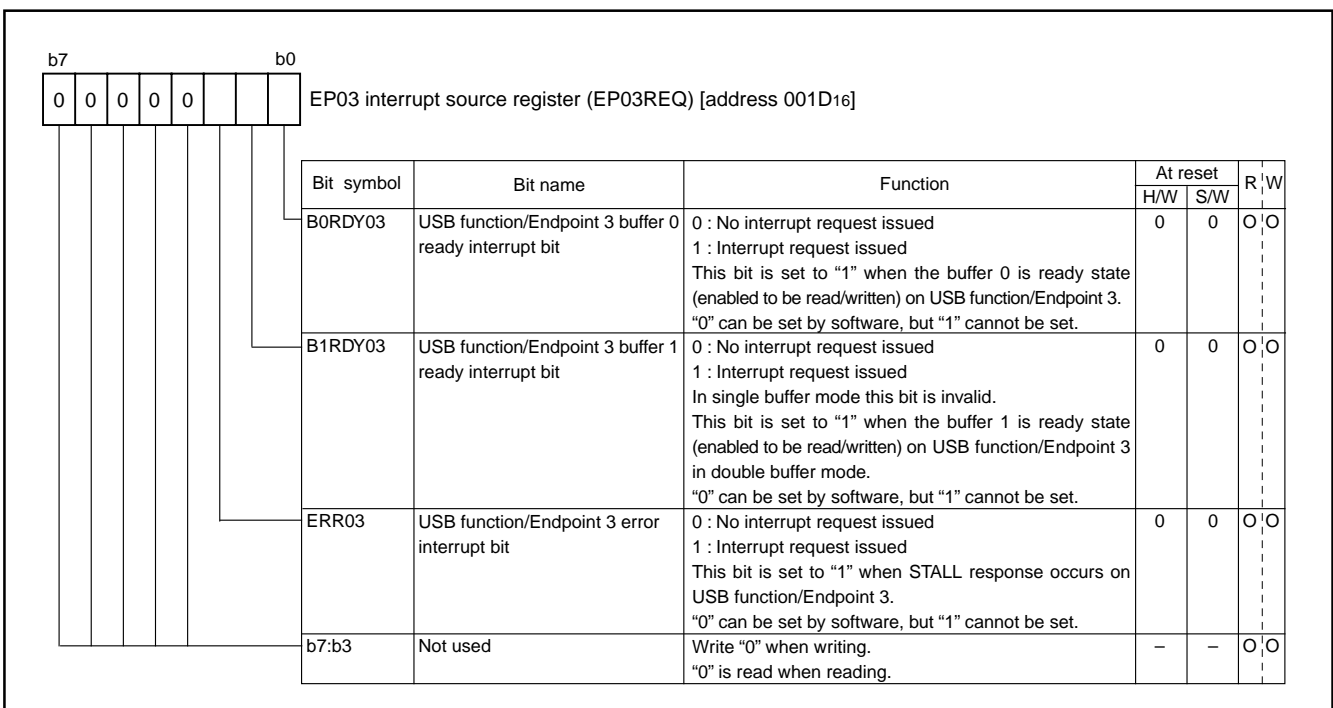 b7 b0
0 0 0 0 0
EP03 interrupt source register (EP03REQ) [address 001D16]
Bit symbol Bit name Function At reset R W
H/W S/W
B0RDY03 USB function/Endpoint 3 buffer 0 0 : No interrupt request issued 0 0 O O
ready interrupt bit 1 : Interrupt request issued
This bit is set to “1” when the buffer 0 is ready state
(enabled to be read/written) on USB function/Endpoint 3.
“0” can be set by software, but “1” cannot be set.
B1RDY03 USB function/Endpoint 3 buffer 1 0 : No interrupt request issued 0 0 O O
ready interrupt bit 1 : Interrupt request issued
In single buffer mode this bit is invalid.
This bit is set to “1” when the buffer 1 is ready state
(enabled to be read/written) on USB function/Endpoint 3
in double buffer mode.
“0” can be set by software, but “1” cannot be set.
ERR03 USB function/Endpoint 3 error 0 : No interrupt request issued 0 0 O O
interrupt bit 1 : Interrupt request issued
This bit is set to “1” when STALL response occurs on
USB function/Endpoint 3.
“0” can be set by software, but “1” cannot be set.
b7:b3 Not used Write “0” when writing. – – O O
“0” is read when reading.